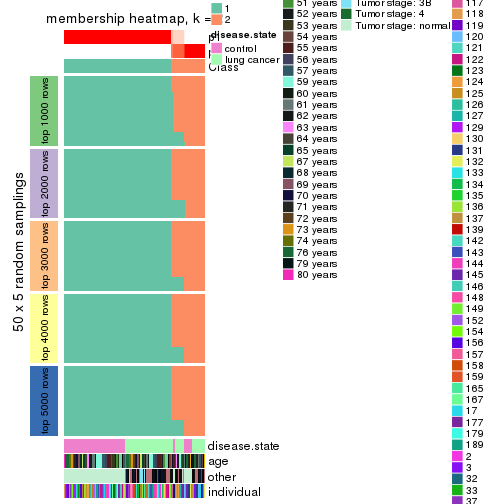 membership heatmap, k =
1
2
disease.state
control
lung cancer
Class
50 x 5 random samplings
top 1000 rows
top 2000 rows
top 3000 rows
top 4000 rows
top 5000 rows
disease.state
age
other
individual
51 years
52 years
53 years
54 years
55 years
56 years
57 years
59 years
60 years
61 years
62 years
63 years
64 years
65 years
67 years
68 years
69 years
70 years
71 years
72 years
73 years
74 years
76 years
79 years
80 years
Tumor stage: 3B
Tumor stage: 4
Tumor stage: normal
117
118
119
120
121
122
123
124
125
126
127
129
130
131
132
133
134
135
136
137
139
142
143
144
145
146
148
149
152
154
156
157
158
159
165
167
17
177
179
189
2
3
32
33
37